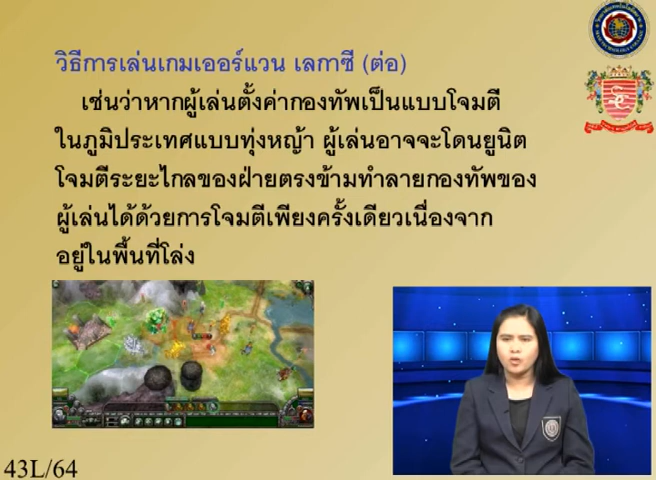 วิธีการเล่นเกมเออร์แวน เลกาซี (ต่อ)
เช่นว่าหากผู้เล่นตั้งค่ากองทัพเป็นแบบโจมตี
ในภูมิประเทศแบบทุ่งหญ้า ผู้เล่นอาจจะโดนยูนิต
โจมตีระยะไกลของฝ่ายตรงข้ามทำลายกองทัพของ
ผู้เล่นได้ด้วยการโจมตีเพียงครั้งเดียวเนื่องจาก
อยู่ในพื้นที่โล่ง
43L/64